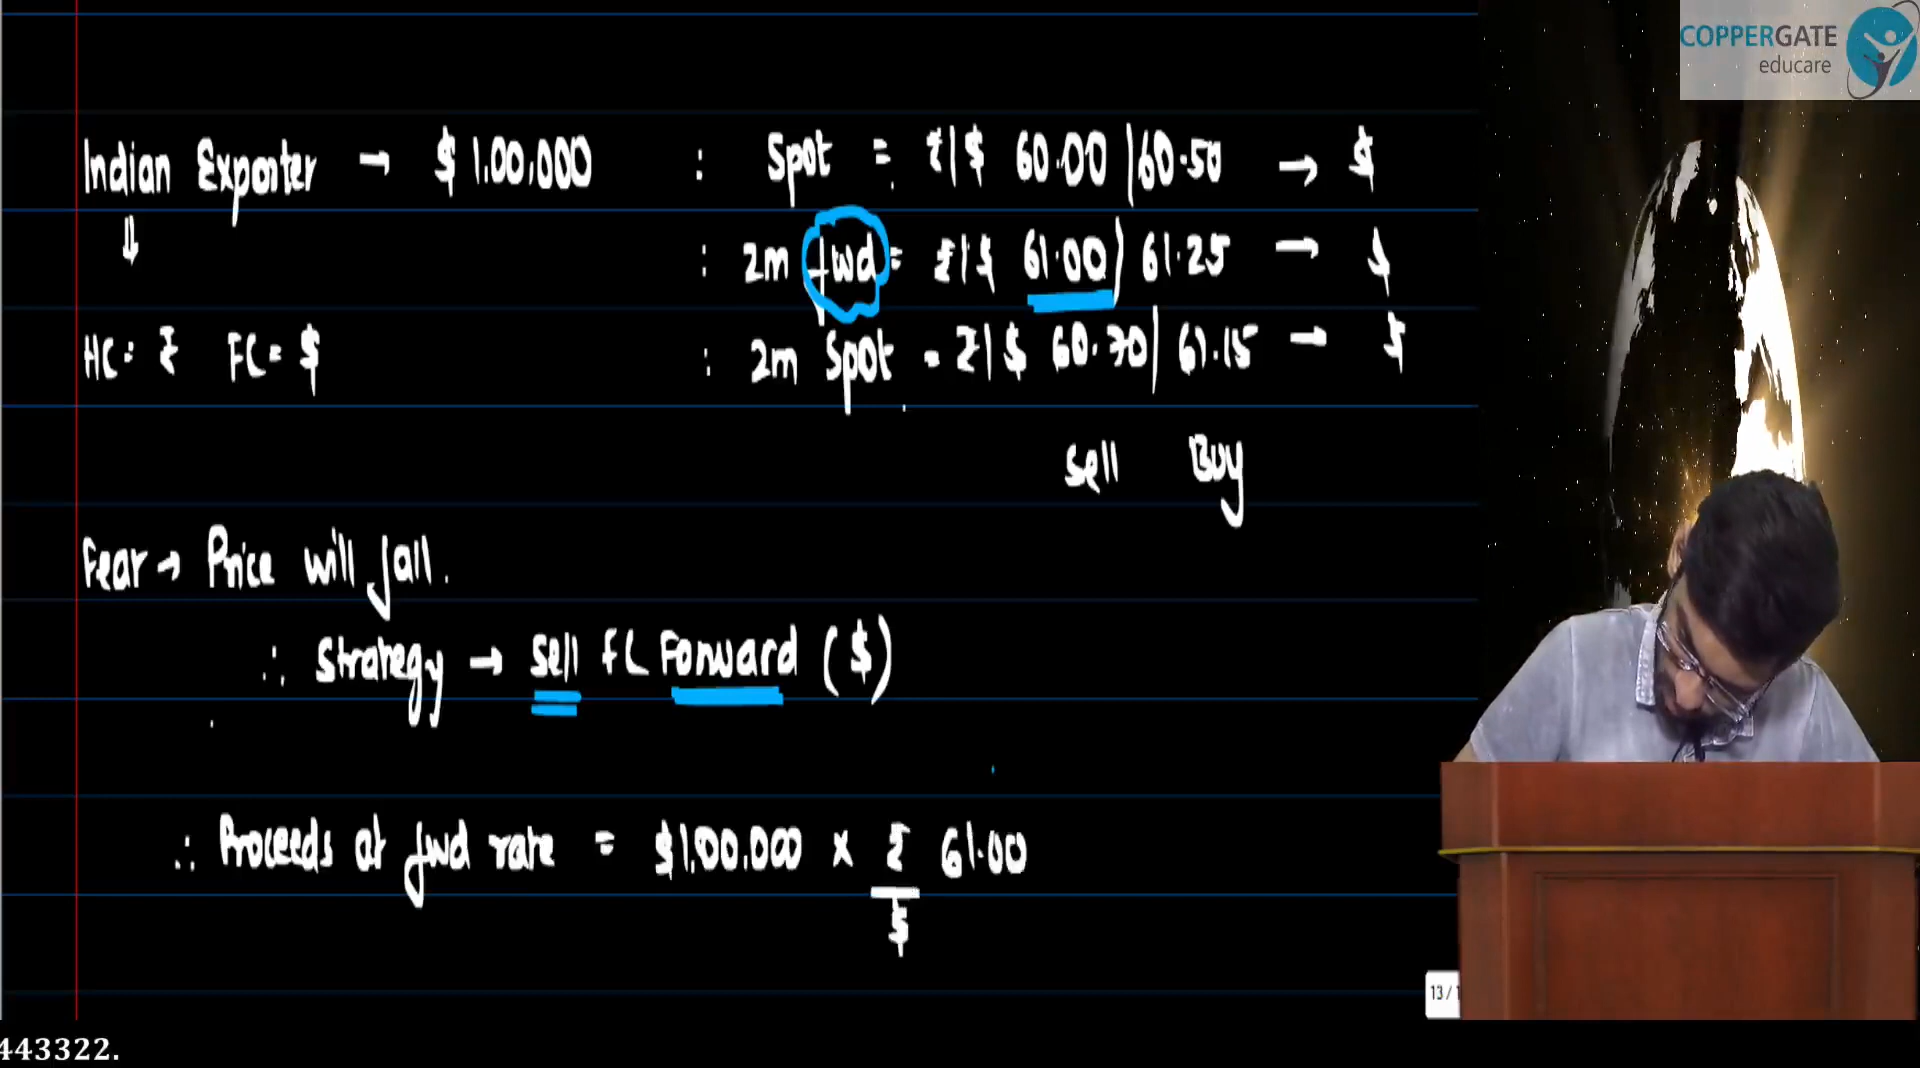 COPPERGATE
educare
Indian Exporter → $ 1,00,000 : Spot = ₹/$ 60.00 | 60.50 → $
⇓ : 2m fwd = ₹/$ 61.00 | 61.25 → $
HC = ₹ FC = $ : 2m Spot = ₹/$ 60.70 | 61.15 → $
Sell Buy
Fear → Price will fall.
∴ Strategy → Sell FC Forward ($)
∴ Proceeds at fwd rate = $1,00,000 × ₹/$ 61.00
13 / 1
443322.